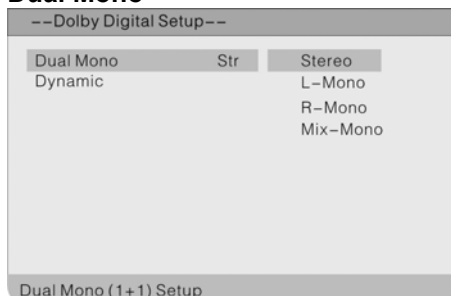 Dual Mono
--Dolby Digital Setup--
Dual Mono Str Stereo
Dynamic L-Mono
R-Mono
Mix-Mono
Dual Mono (1+1) Setup